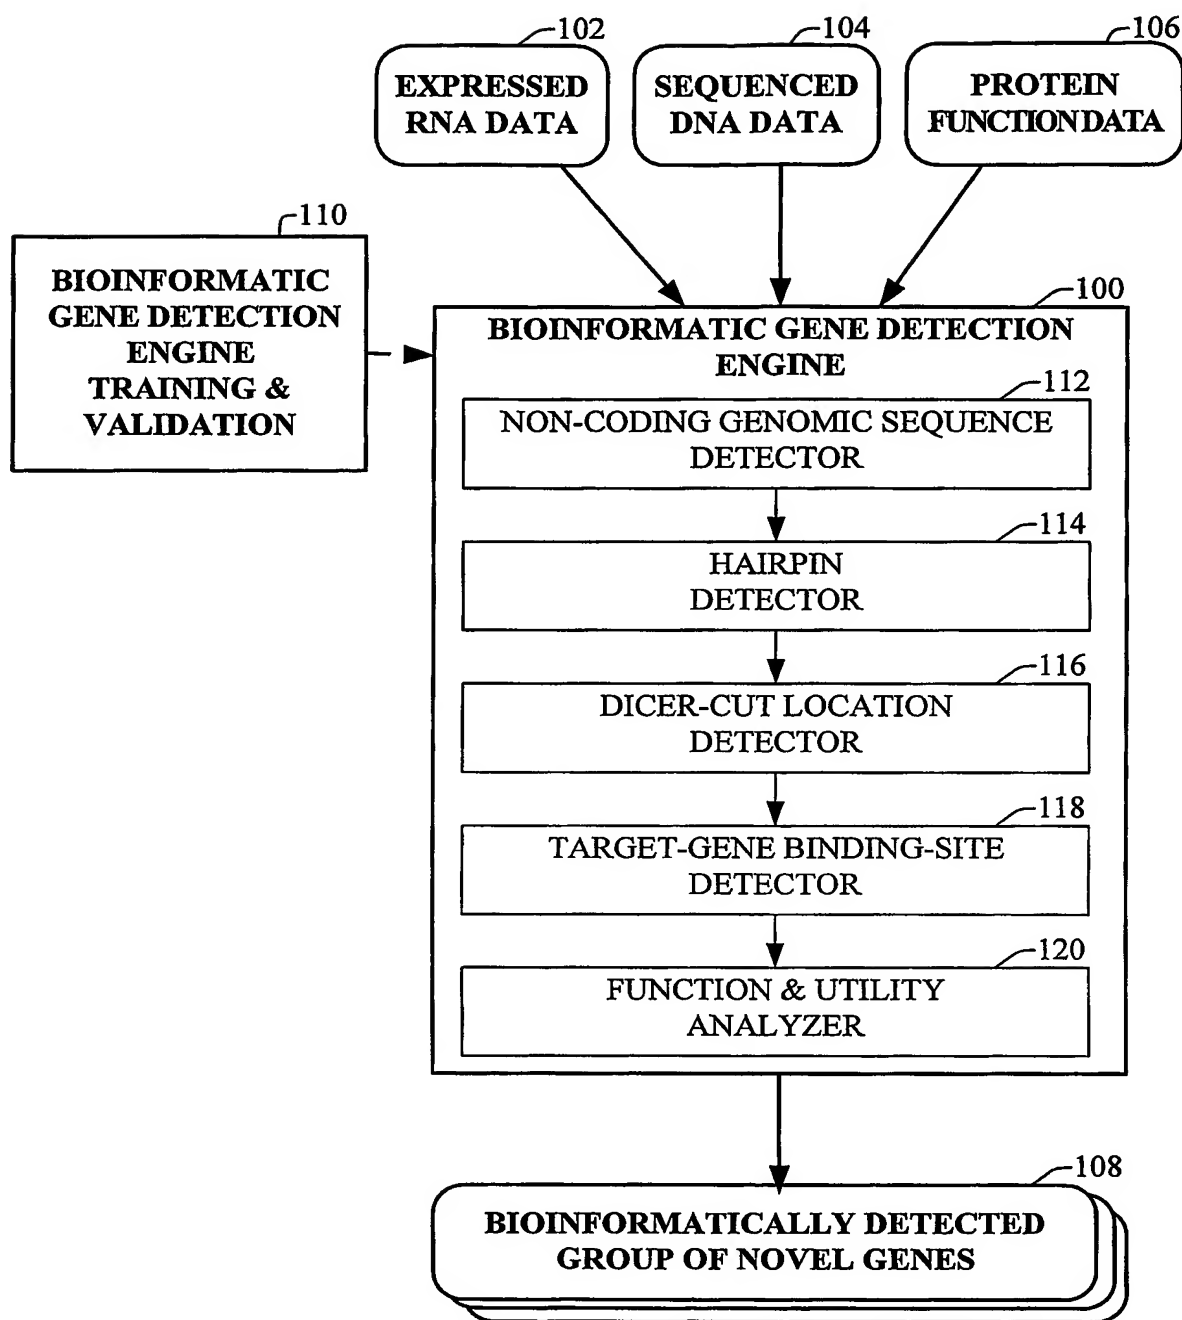 102
104
106
EXPRESSED
RNA DATA
SEQUENCED
DNA DATA
PROTEIN
FUNCTION DATA
110
BIOINFORMATIC
GENE DETECTION
ENGINE
TRAINING &
VALIDATION
100
BIOINFORMATIC GENE DETECTION
ENGINE
112
NON-CODING GENOMIC SEQUENCE
DETECTOR
114
HAIRPIN
DETECTOR
116
DICER-CUT LOCATION
DETECTOR
118
TARGET-GENE BINDING-SITE
DETECTOR
120
FUNCTION & UTILITY
ANALYZER
108
BIOINFORMATICALLY DETECTED
GROUP OF NOVEL GENES